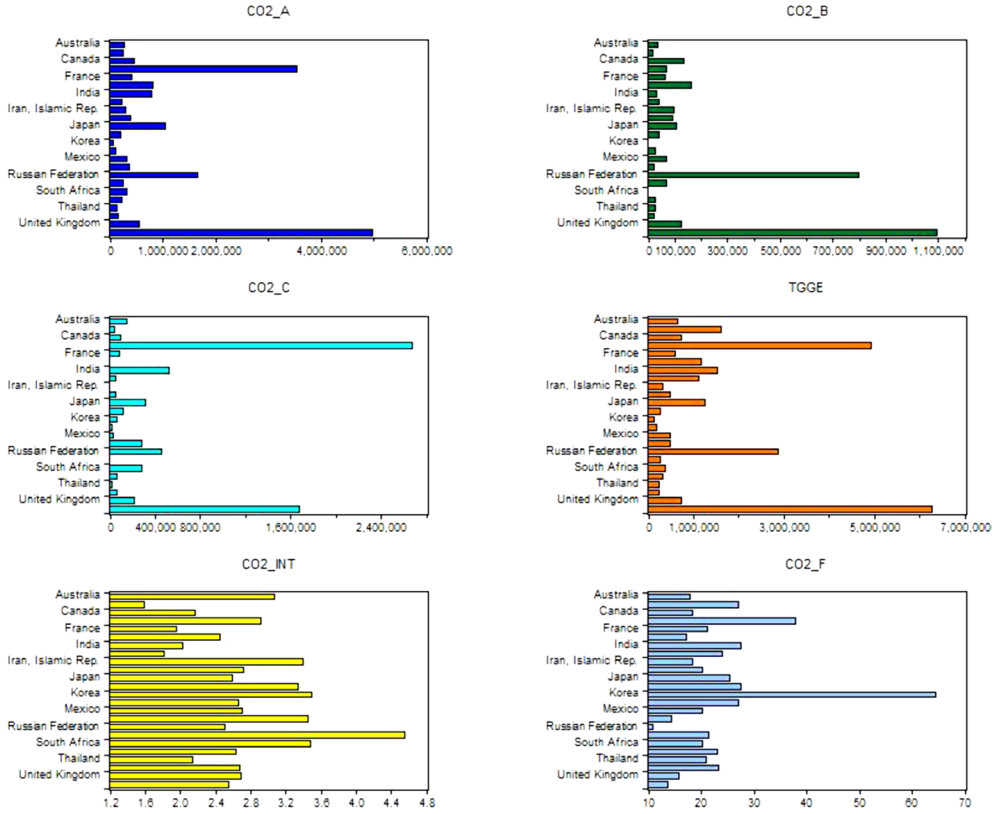 CO2_A
Australia
Canada
France
India
Iran, Islamic Rep.
Japan
Korea
Mexico
Russian Federation
South Africa
Thailand
United Kingdom
0 1,000,000 2,000,000 4,000,000 6,000,000
CO2_B
Australia
Canada
France
India
Iran, Islamic Rep.
Japan
Korea
Mexico
Russian Federation
South Africa
Thailand
United Kingdom
0 100,000 300,000 500,000 700,000 900,000 1,100,000
CO2_C
Australia
Canada
France
India
Iran, Islamic Rep.
Japan
Korea
Mexico
Russian Federation
South Africa
Thailand
United Kingdom
0 400,000 800,000 1,600,000 2,400,000
TGGE
Australia
Canada
France
India
Iran, Islamic Rep.
Japan
Korea
Mexico
Russian Federation
South Africa
Thailand
United Kingdom
0 1,000,000 3,000,000 5,000,000 7,000,000
CO2_INT
Australia
Canada
France
India
Iran, Islamic Rep.
Japan
Korea
Mexico
Russian Federation
South Africa
Thailand
United Kingdom
1.2 1.6 2.0 2.4 2.8 3.2 3.6 4.0 4.4 4.8
CO2_F
Australia
Canada
France
India
Iran, Islamic Rep.
Japan
Korea
Mexico
Russian Federation
South Africa
Thailand
United Kingdom
10 20 30 40 50 60 70